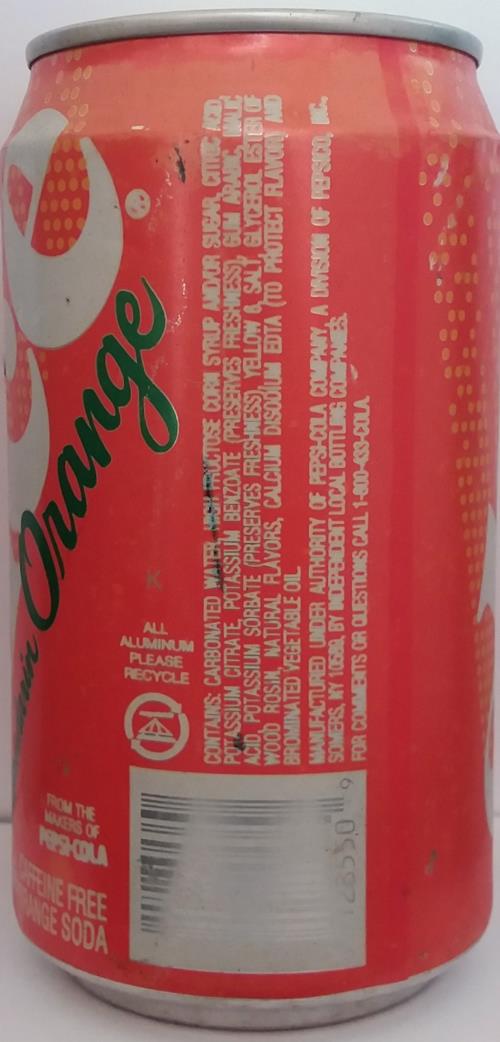 Orange
K
ALL
ALUMINUM
PLEASE
RECYCLE
CONTAINS: CARBONATED WATER, HIGH FRUCTOSE CORN SYRUP AND/OR SUGAR, CITRIC ACID,
POTASSIUM CITRATE, POTASSIUM BENZOATE (PRESERVES FRESHNESS), GUM ARABIC, MALIC
ACID, POTASSIUM SORBATE (PRESERVES FRESHNESS), YELLOW 6, SALT, GLYCEROL ESTER OF
WOOD ROSIN, NATURAL FLAVORS, CALCIUM DISODIUM EDTA (TO PROTECT FLAVOR) AND
BROMINATED VEGETABLE OIL.
MANUFACTURED UNDER AUTHORITY OF PEPSI-COLA COMPANY, A DIVISION OF PEPSICO, INC.,
SOMERS, NY 10589, BY INDEPENDENT LOCAL BOTTLING COMPANIES.
FOR COMMENTS OR QUESTIONS CALL 1-800-433-COLA
FROM THE
MAKERS OF
PEPSI-COLA
CAFFEINE FREE
ORANGE SODA